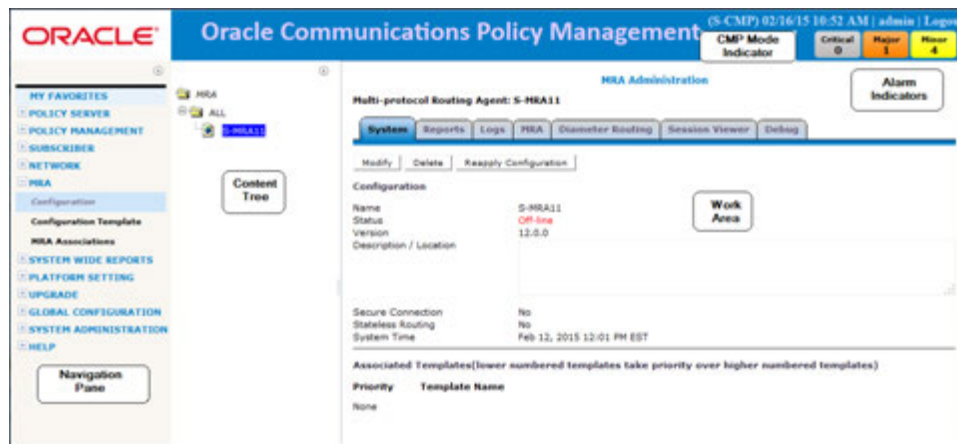 ORACLE
Oracle Communications Policy Management
(S-CMP) 02/16/15 10:52 AM | admin | Logou
CMP Mode
Indicator
Critical
0
Major
1
Minor
4
Alarm
Indicators
MY FAVORITES
POLICY SERVER
POLICY MANAGEMENT
SUBSCRIBER
NETWORK
MRA
Configuration
Configuration Template
MRA Associations
SYSTEM WIDE REPORTS
PLATFORM SETTING
UPGRADE
GLOBAL CONFIGURATION
SYSTEM ADMINISTRATION
HELP
Navigation
Pane
MRA
ALL
S-MRA11
Content
Tree
MRA Administration
Multi-protocol Routing Agent: S-MRA11
System Reports Logs MRA Diameter Routing Session Viewer Debug
Modify Delete Reapply Configuration
Configuration
Name S-MRA11
Status Off-line
Version 12.0.0
Description / Location
Work
Area
Secure Connection No
Stateless Routing No
System Time Feb 12, 2015 12:01 PM EST
Associated Templates(lower numbered templates take priority over higher numbered templates)
Priority Template Name
None